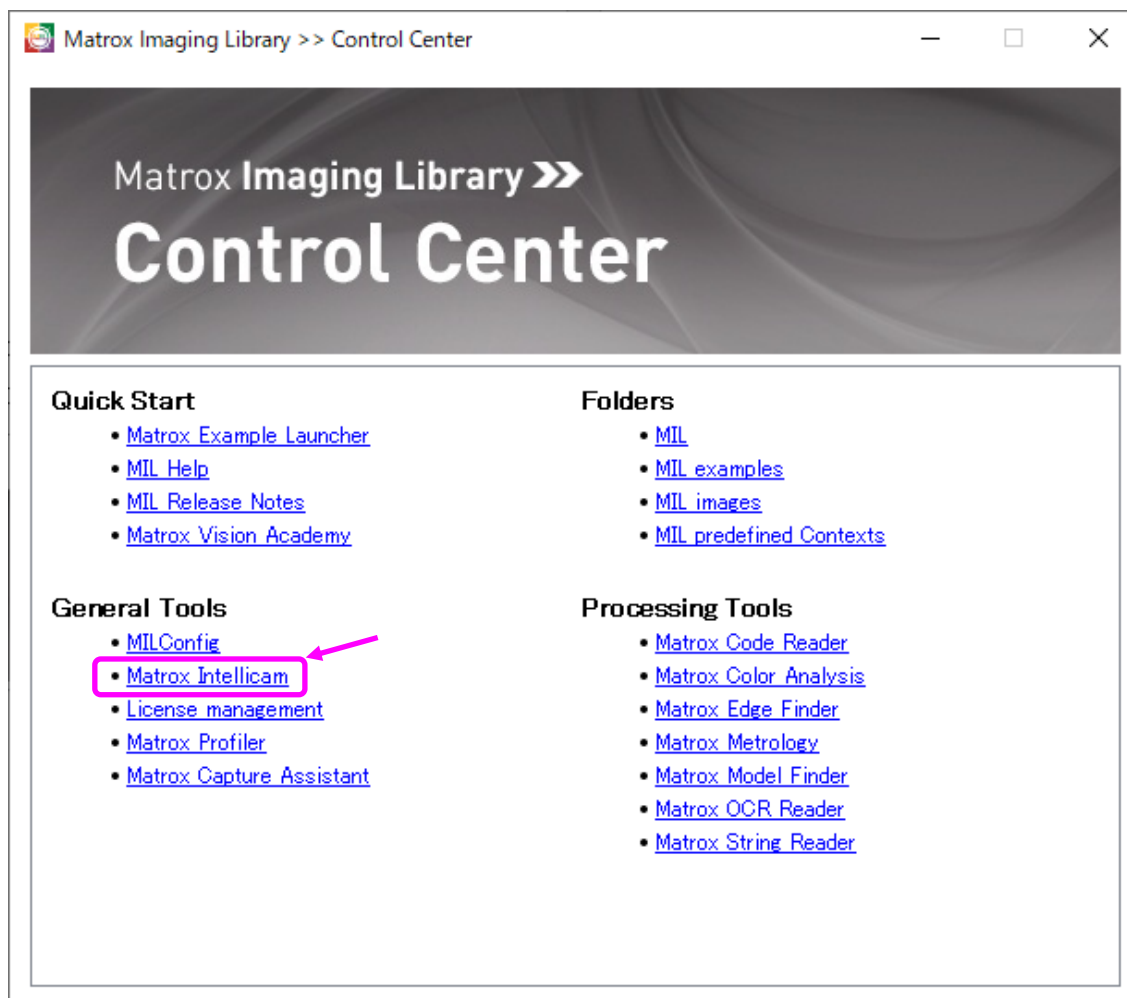 Matrox Imaging Library >> Control Center
Matrox Imaging Library >>
Control Center
Quick Start
• Matrox Example Launcher
• MIL Help
• MIL Release Notes
• Matrox Vision Academy
Folders
• MIL
• MIL examples
• MIL images
• MIL predefined Contexts
General Tools
• MILConfig
• Matrox Intellicam
• License management
• Matrox Profiler
• Matrox Capture Assistant
Processing Tools
• Matrox Code Reader
• Matrox Color Analysis
• Matrox Edge Finder
• Matrox Metrology
• Matrox Model Finder
• Matrox OCR Reader
• Matrox String Reader